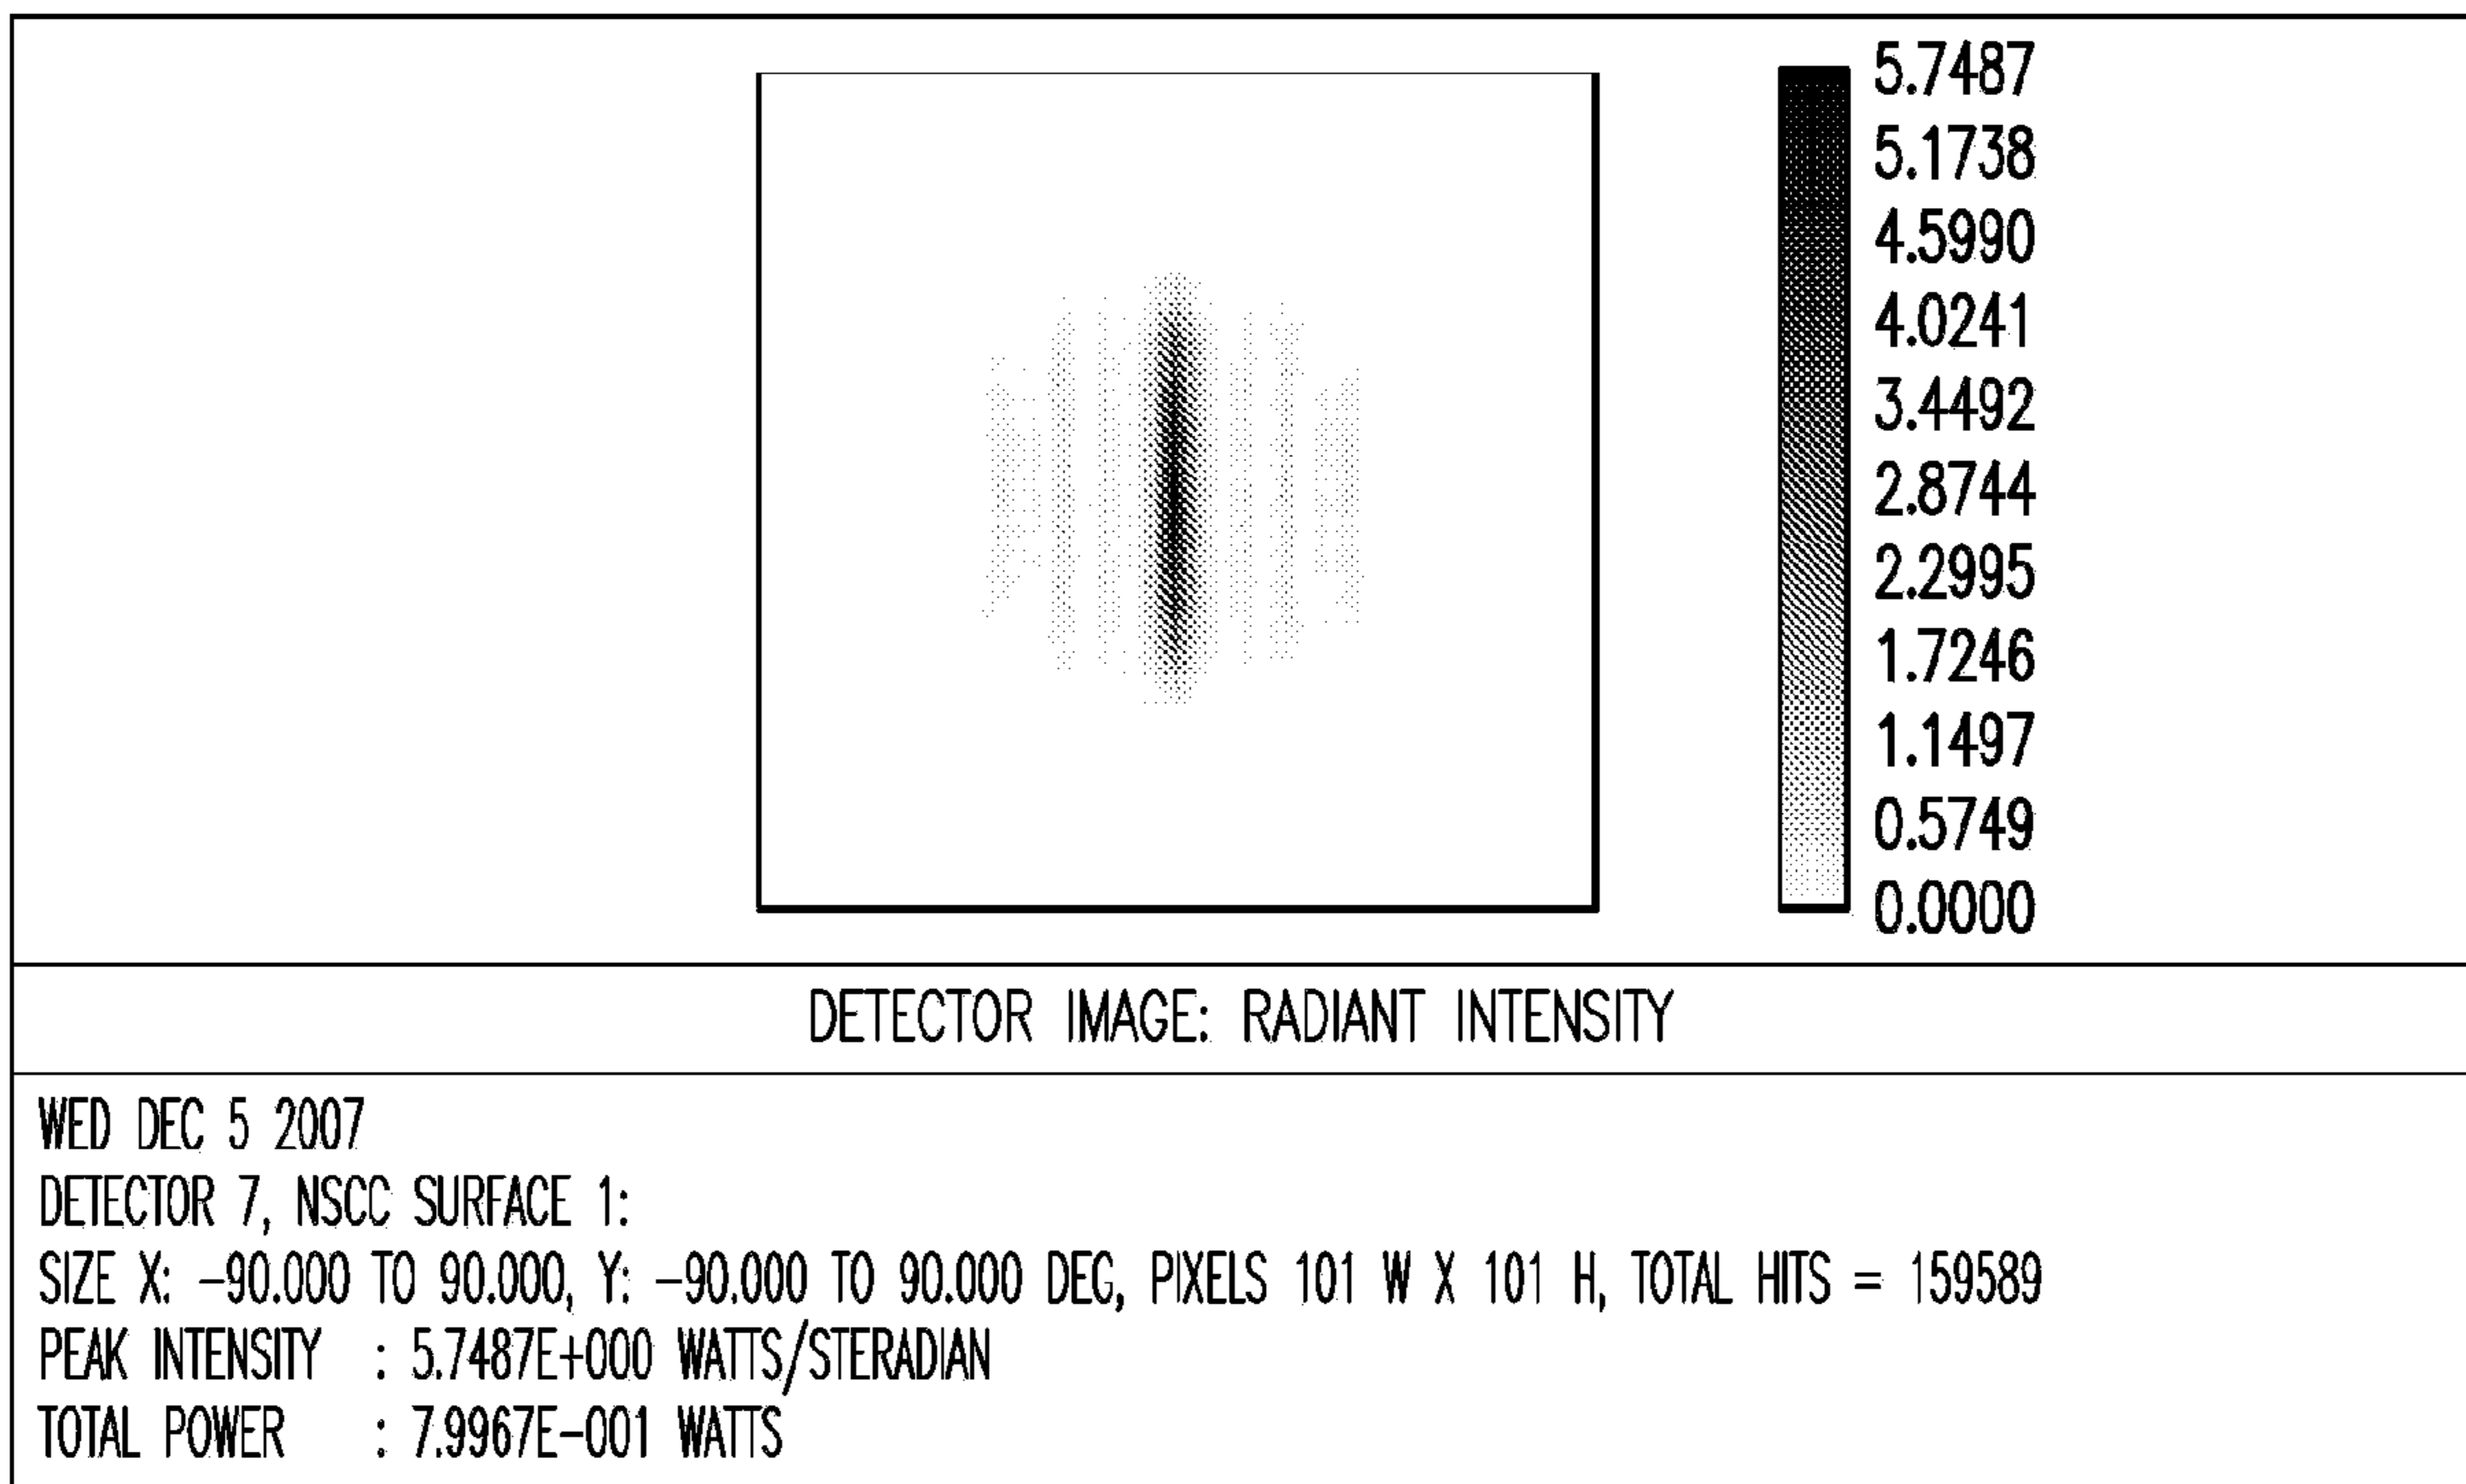 5.7487
5.1738
4.5990
4.0241
3.4492
2.8744
2.2995
1.7246
1.1497
0.5749
0.0000
DETECTOR IMAGE: RADIANT INTENSITY
WED DEC 5 2007
DETECTOR 7, NSCC SURFACE 1:
SIZE X: -90.000 TO 90.000, Y: -90.000 TO 90.000 DEG, PIXELS 101 W X 101 H, TOTAL HITS = 159589
PEAK INTENSITY : 5.7487E+000 WATTS/STERADIAN
TOTAL POWER : 7.9967E-001 WATTS